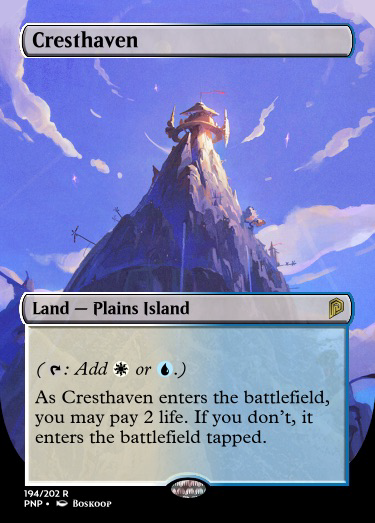 Cresthaven
Land — Plains Island
( : Add or .)
As Cresthaven enters the battlefield,
you may pay 2 life. If you don't, it
enters the battlefield tapped.
194/202 R
PNP • Boskoop